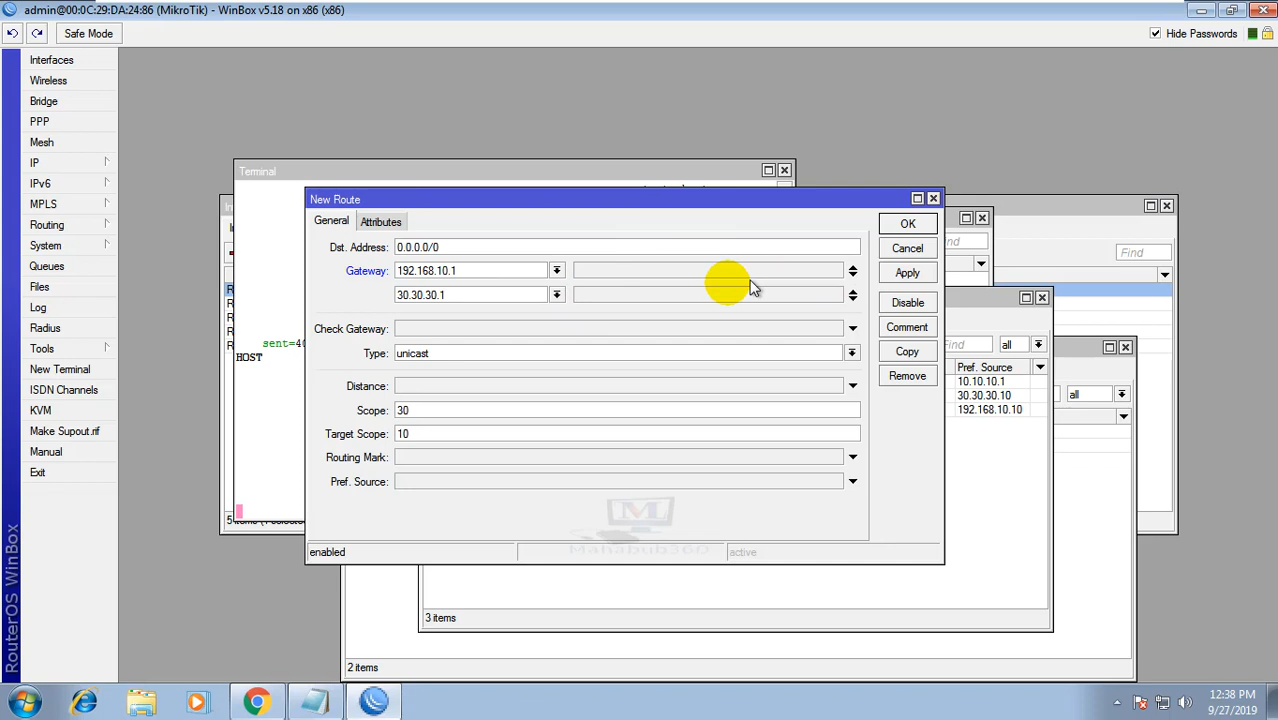 admin@00:0C:29:DA:24:86 (MikroTik) - WinBox v5.18 on x86 (x86)
Safe Mode
Hide Passwords
Interfaces
Wireless
Bridge
PPP
Mesh
IP
IPv6
MPLS
Routing
System
Queues
Files
Log
Radius
Tools
New Terminal
ISDN Channels
KVM
Make Supout.rif
Manual
Exit
RouterOS WinBox
Terminal
sent=40
HOST
New Route
General
Attributes
Dst. Address: 0.0.0.0/0
Gateway: 192.168.10.1
30.30.30.1
Check Gateway:
Type: unicast
Distance:
Scope: 30
Target Scope: 10
Routing Mark:
Pref. Source:
enabled
active
OK
Cancel
Apply
Disable
Comment
Copy
Remove
Mahabub360
Find
Find
all
Pref. Source
10.10.10.1
30.30.30.10
192.168.10.10
all
3 items
2 items
12:38 PM
9/27/2019